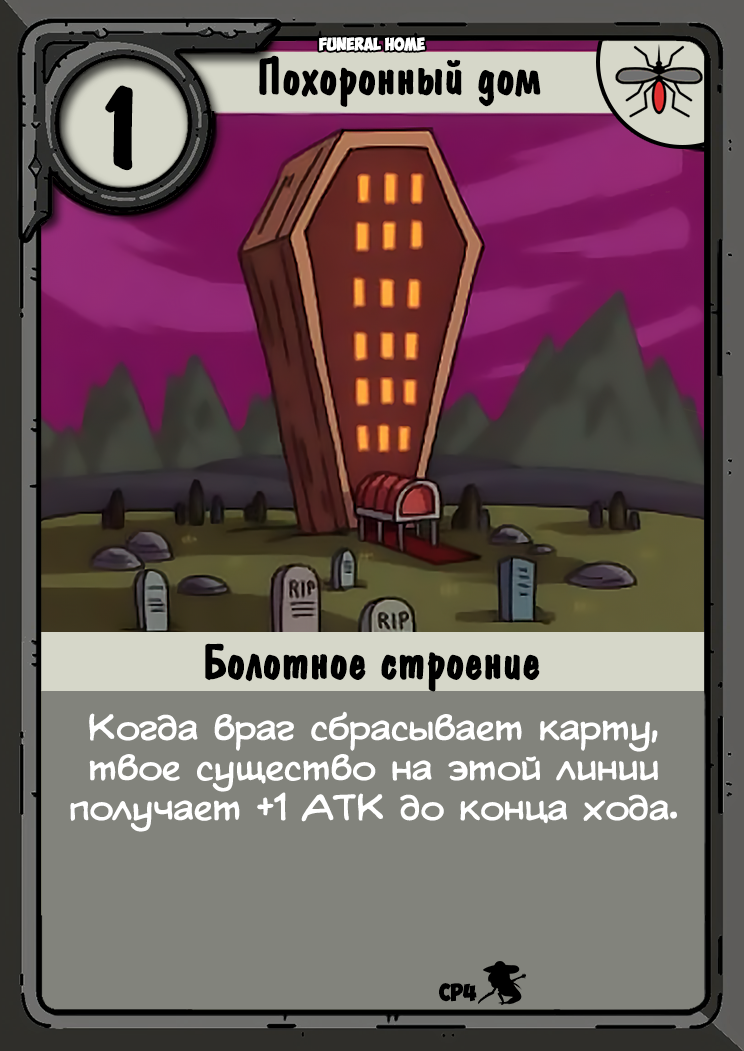 FUNERAL HOME
Похоронный дом
1
RIP
RIP
Болотное строение
Когда враг сбрасывает карту,
твое существо на этой линии
получает +1 АТК до конца хода.
CP4